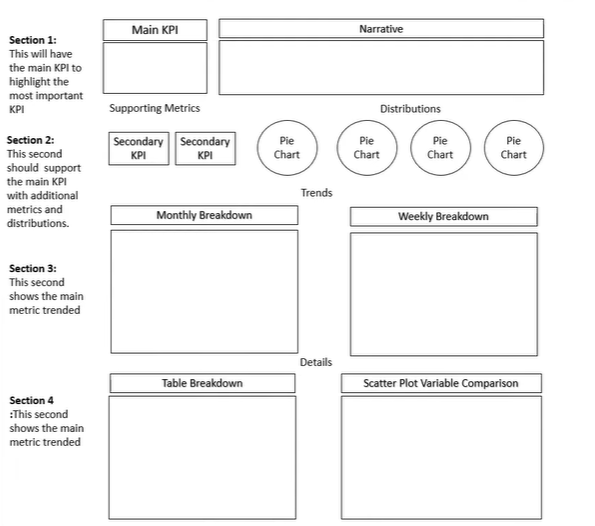 Main KPI
Narrative
Section 1:
This will have
the main KPI to
highlight the
most important
KPI
Supporting Metrics
Distributions
Section 2:
This second
should support
the main KPI
with additional
metrics and
distributions.
Secondary
KPI
Secondary
KPI
Pie
Chart
Pie
Chart
Pie
Chart
Pie
Chart
Trends
Monthly Breakdown
Weekly Breakdown
Section 3:
This second
shows the main
metric trended
Details
Table Breakdown
Scatter Plot Variable Comparison
Section 4
:This second
shows the main
metric trended